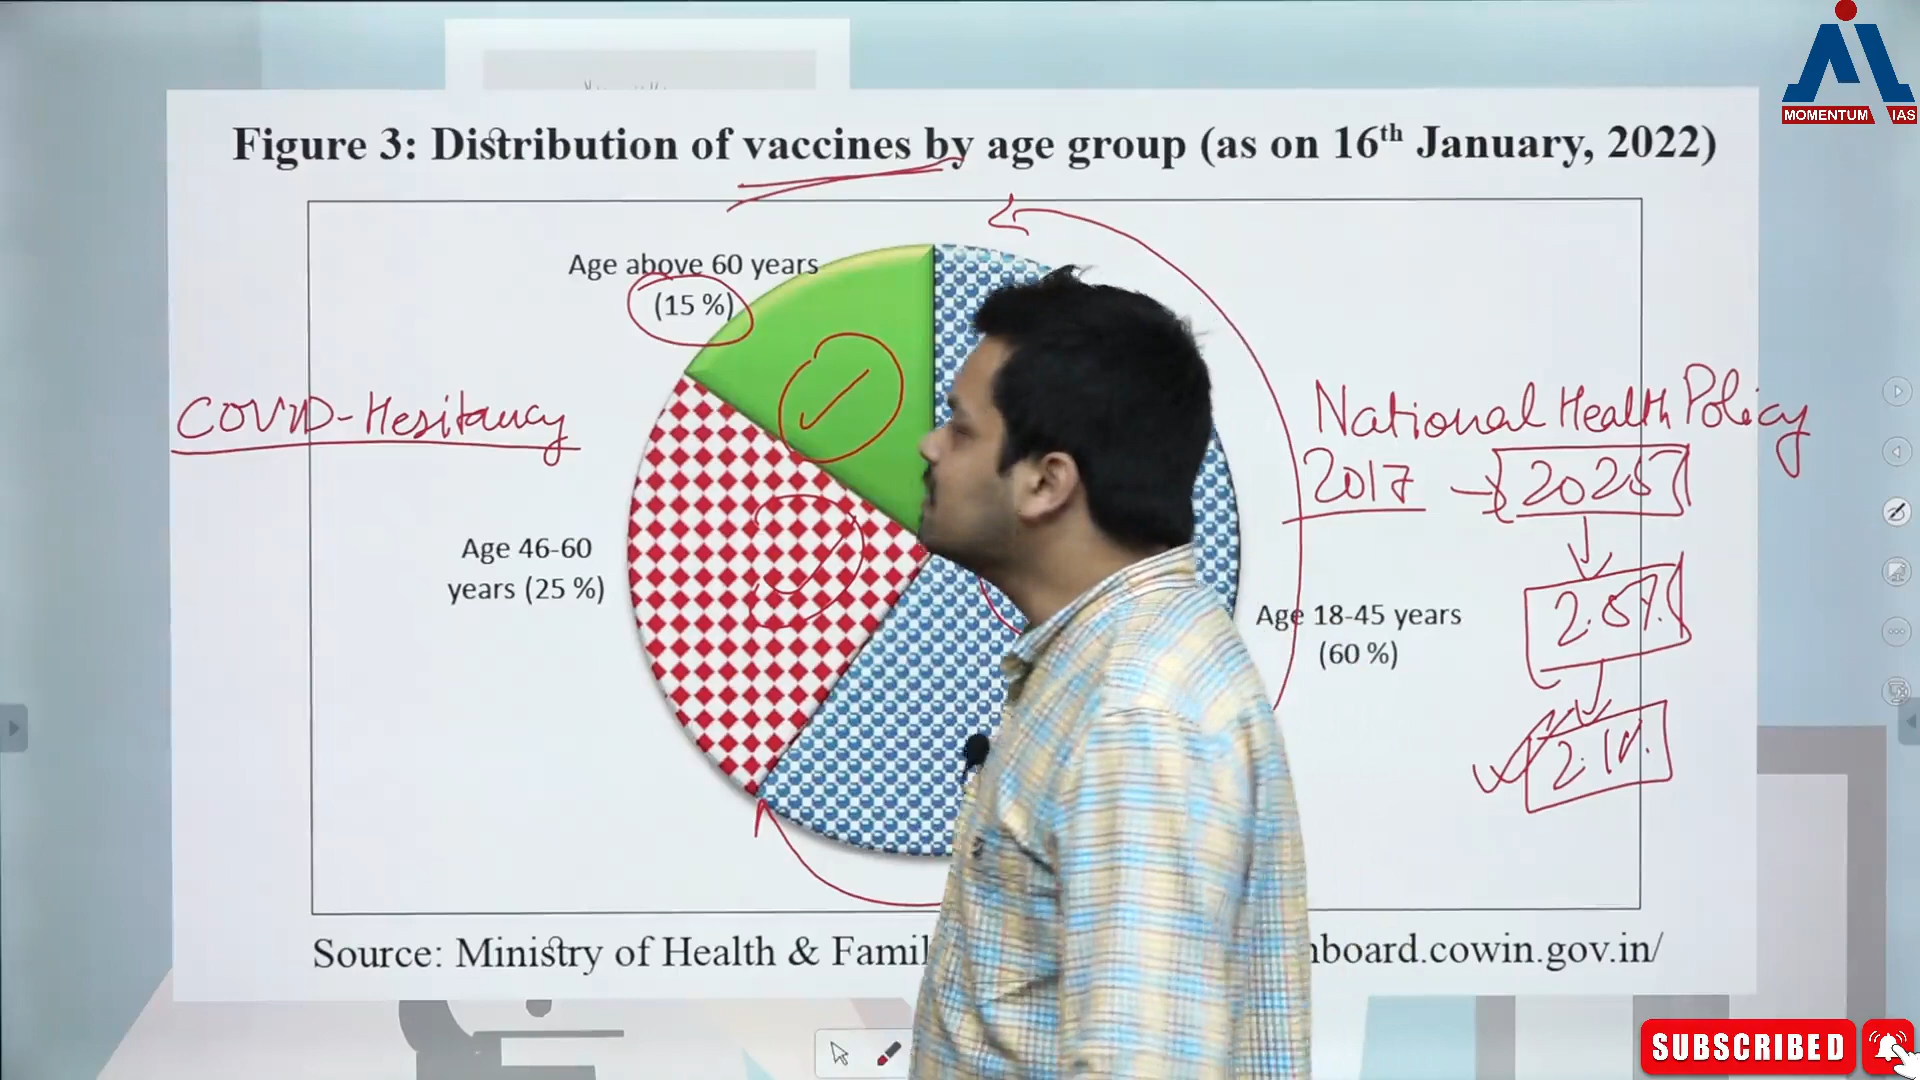 MOMENTUM IAS
Figure 3: Distribution of vaccines by age group (as on 16th January, 2022)
Age above 60 years
(15 %)
COVID-Hesitancy
National Health Policy
2017 → 2025
Age 46-60
years (25 %)
2.5%
Age 18-45 years
(60 %)
2.1%
Source: Ministry of Health & Famil
hboard.cowin.gov.in/
SUBSCRIBED